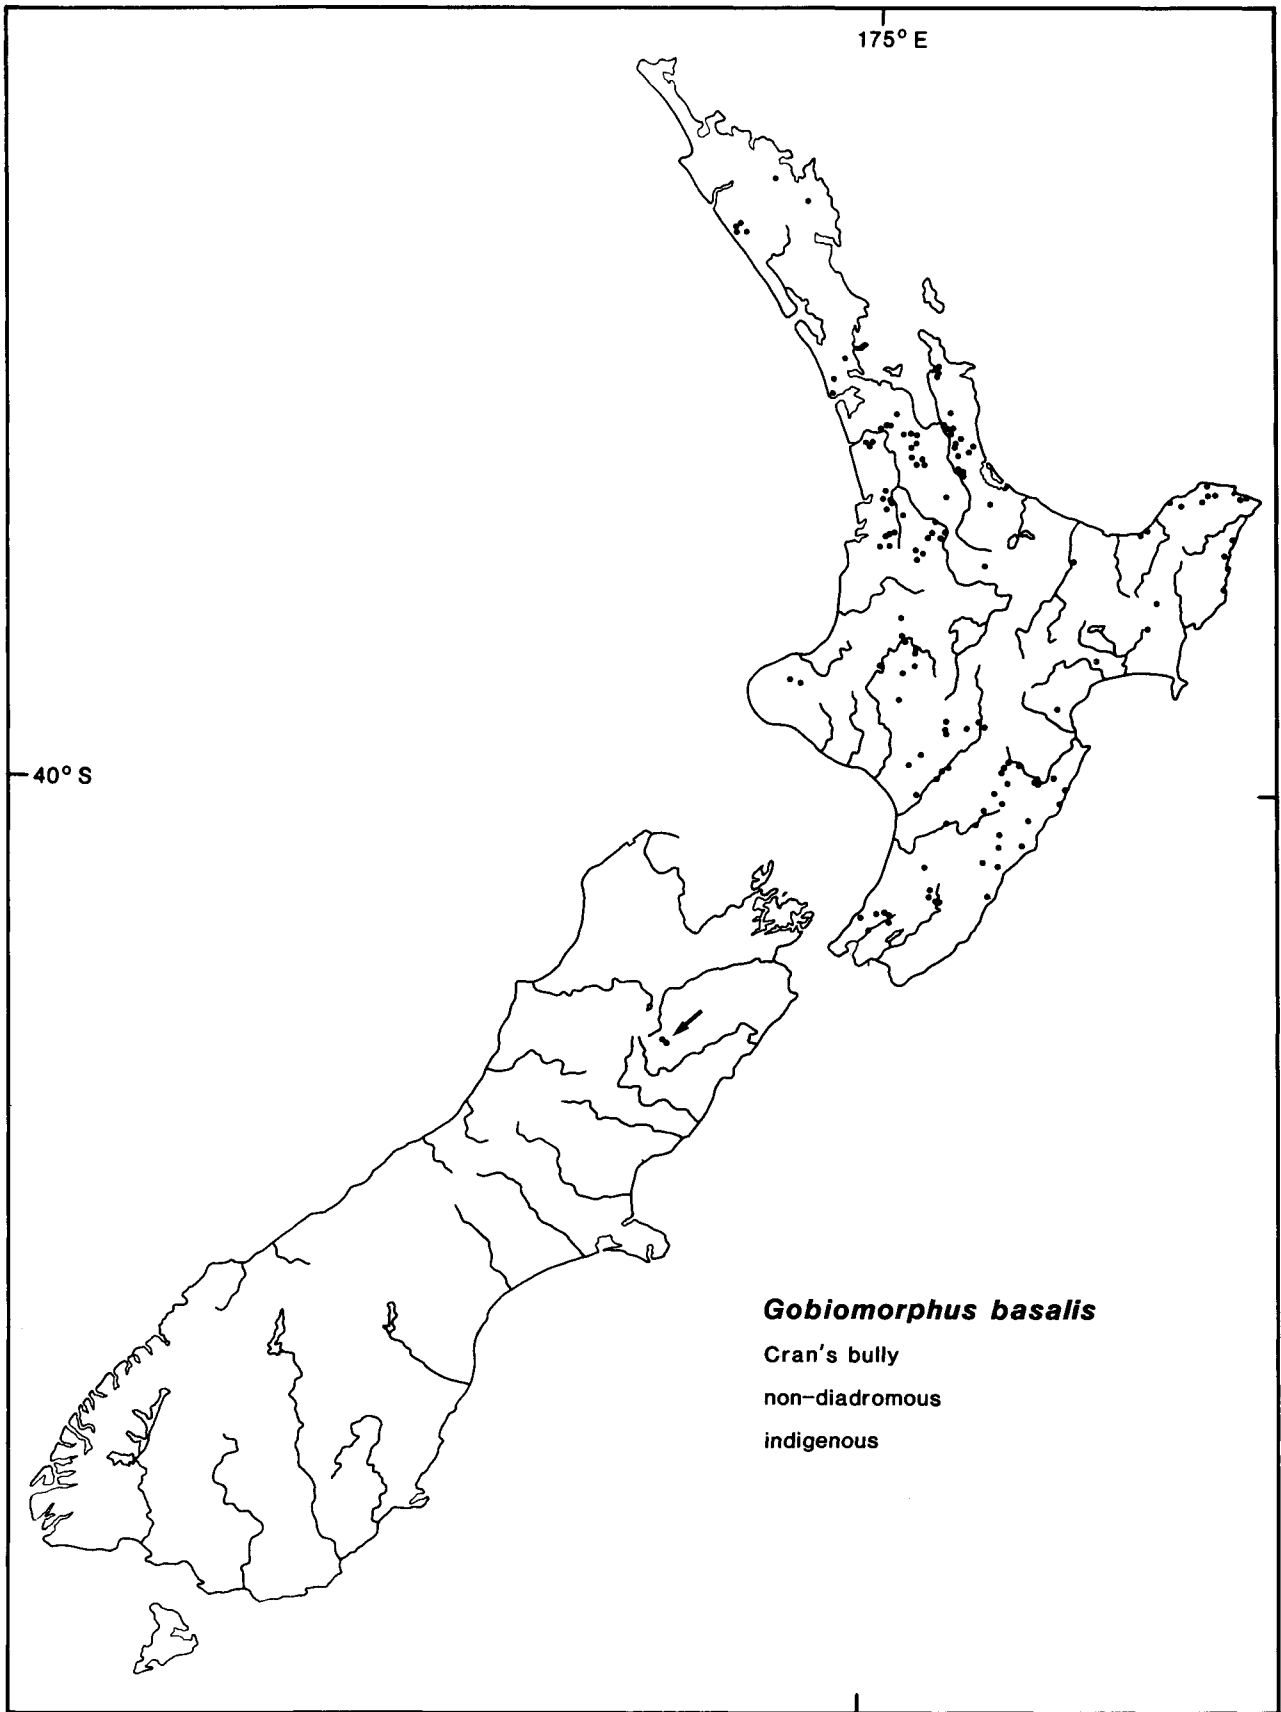 175° E
40° S
Gobiomorphus basalis
Cran's bully
non-diadromous
indigenous